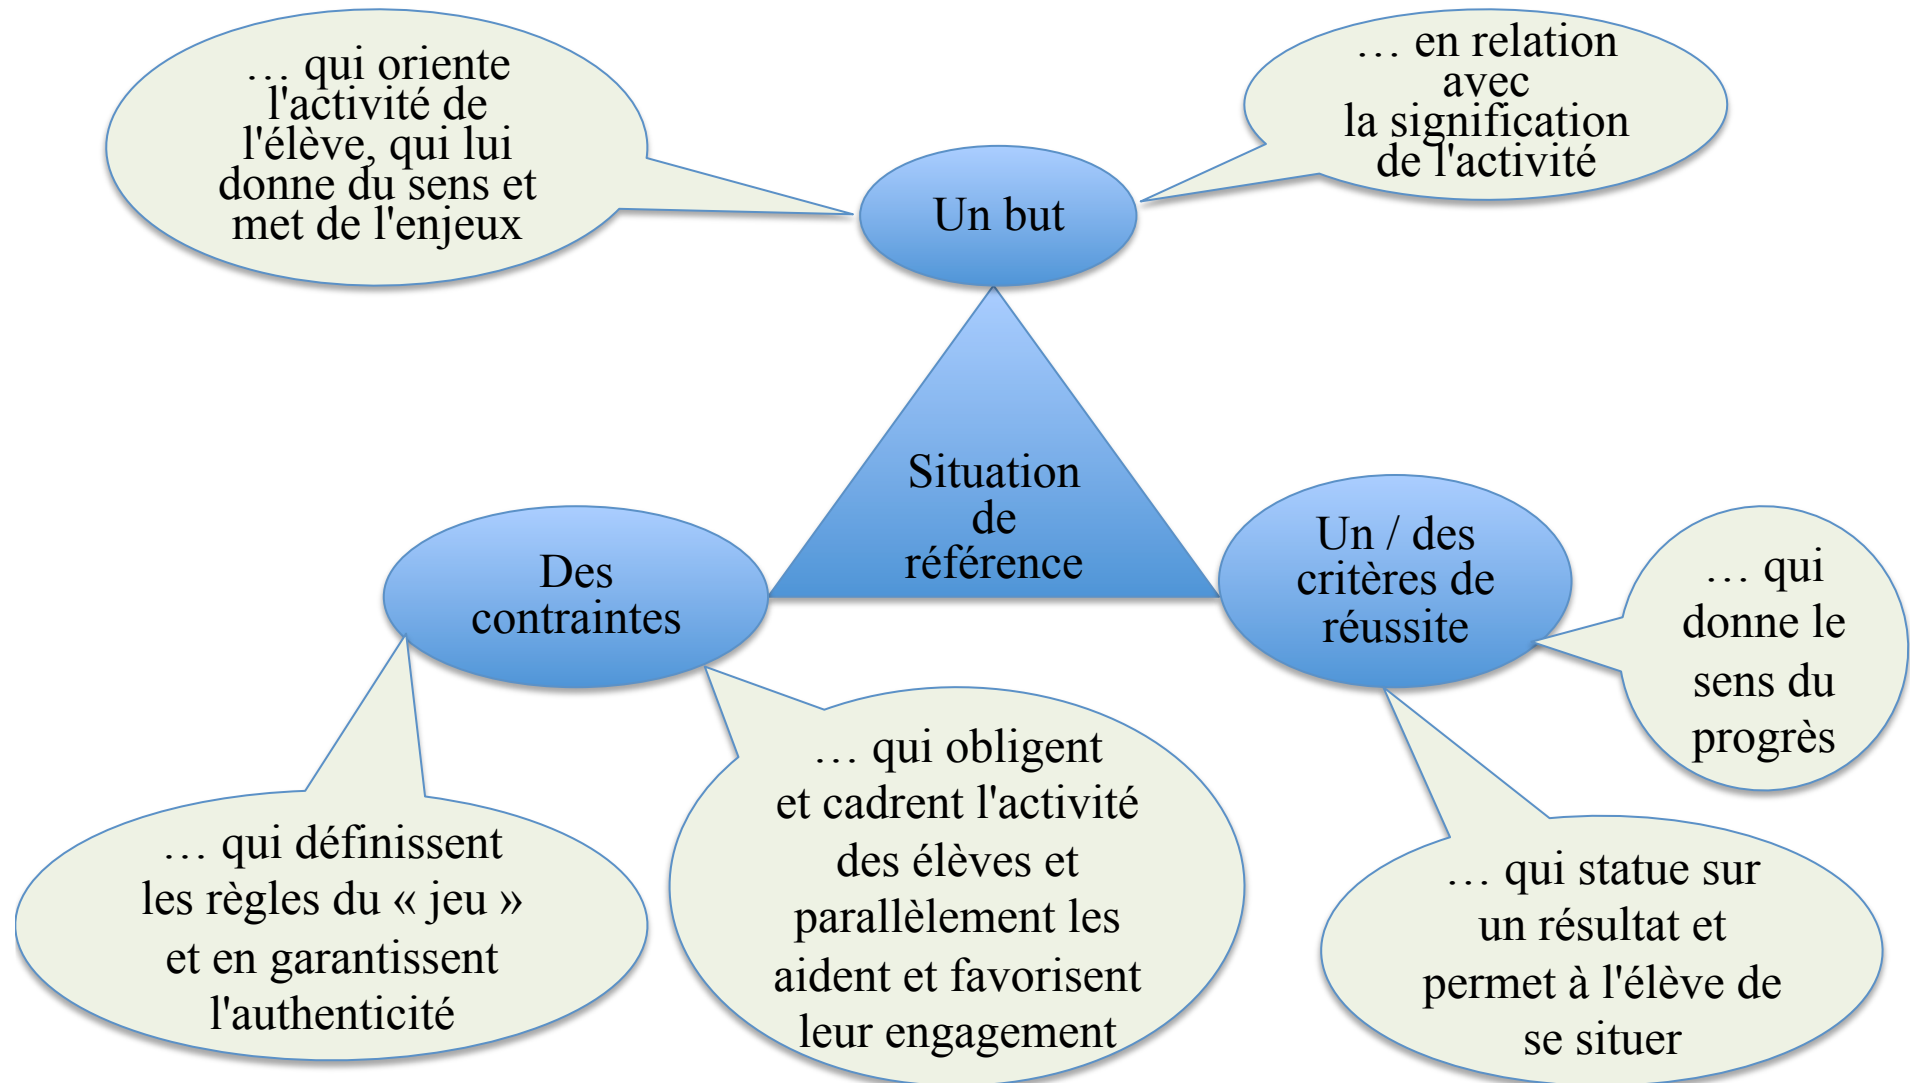 … qui oriente
l'activité de
l'élève, qui lui
donne du sens et
met de l'enjeux
… en relation
avec
la signification
de l'activité
Un but
Situation
de
référence
Des
contraintes
Un / des
critères de
réussite
… qui
donne le
sens du
progrès
… qui définissent
les règles du « jeu »
et en garantissent
l'authenticité
… qui obligent
et cadrent l'activité
des élèves et
parallèlement les
aident et favorisent
leur engagement
… qui statue sur
un résultat et
permet à l'élève de
se situer